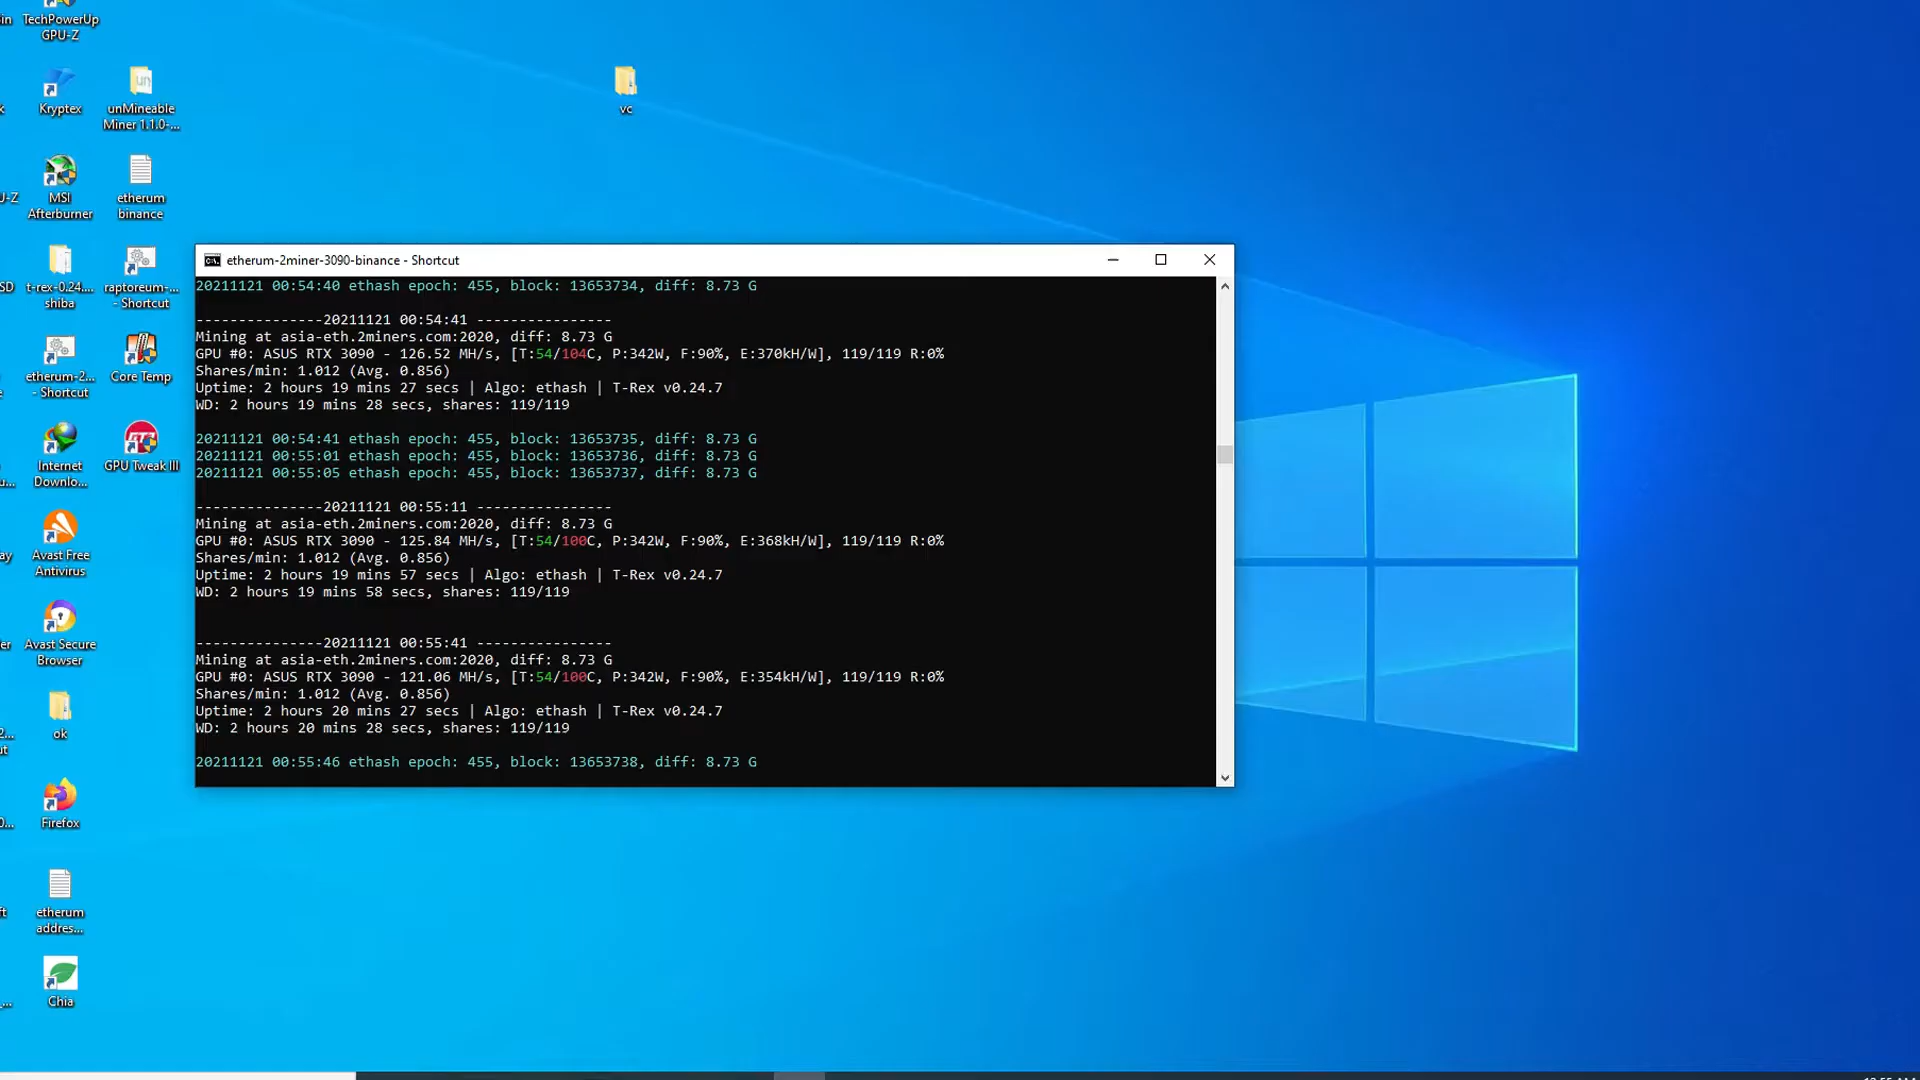 in
TechPowerUp
GPU-Z
Kryptex
unMineable
Miner 1.1.0-...
vc
U-Z
MSI
Afterburner
etherum
binance
SD
t-rex-0.24....
shiba
raptoreum-...
- Shortcut
etherum-2...
- Shortcut
Core Temp
Internet
Downlo...
GPU Tweak III
ay
Avast Free
Antivirus
er
Avast Secure
Browser
2...
ut
ok
0...
Firefox
ft
etherum
addres...
Chia
etherum-2miner-3090-binance - Shortcut
20211121 00:54:40 ethash epoch: 455, block: 13653734, diff: 8.73 G
---------------20211121 00:54:41 ----------------
Mining at asia-eth.2miners.com:2020, diff: 8.73 G
GPU #0: ASUS RTX 3090 - 126.52 MH/s, [T:54/104C, P:342W, F:90%, E:370kH/W], 119/119 R:0%
Shares/min: 1.012 (Avg. 0.856)
Uptime: 2 hours 19 mins 27 secs | Algo: ethash | T-Rex v0.24.7
WD: 2 hours 19 mins 28 secs, shares: 119/119
20211121 00:54:41 ethash epoch: 455, block: 13653735, diff: 8.73 G
20211121 00:55:01 ethash epoch: 455, block: 13653736, diff: 8.73 G
20211121 00:55:05 ethash epoch: 455, block: 13653737, diff: 8.73 G
---------------20211121 00:55:11 ----------------
Mining at asia-eth.2miners.com:2020, diff: 8.73 G
GPU #0: ASUS RTX 3090 - 125.84 MH/s, [T:54/100C, P:342W, F:90%, E:368kH/W], 119/119 R:0%
Shares/min: 1.012 (Avg. 0.856)
Uptime: 2 hours 19 mins 57 secs | Algo: ethash | T-Rex v0.24.7
WD: 2 hours 19 mins 58 secs, shares: 119/119
---------------20211121 00:55:41 ----------------
Mining at asia-eth.2miners.com:2020, diff: 8.73 G
GPU #0: ASUS RTX 3090 - 121.06 MH/s, [T:54/100C, P:342W, F:90%, E:354kH/W], 119/119 R:0%
Shares/min: 1.012 (Avg. 0.856)
Uptime: 2 hours 20 mins 27 secs | Algo: ethash | T-Rex v0.24.7
WD: 2 hours 20 mins 28 secs, shares: 119/119
20211121 00:55:46 ethash epoch: 455, block: 13653738, diff: 8.73 G